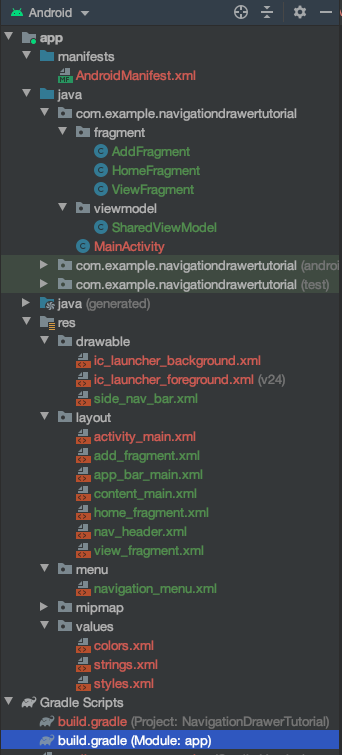 Android
app
manifests
AndroidManifest.xml
java
com.example.navigationdrawertutorial
fragment
AddFragment
HomeFragment
ViewFragment
viewmodel
SharedViewModel
MainActivity
com.example.navigationdrawertutorial (androi
com.example.navigationdrawertutorial (test)
java (generated)
res
drawable
ic_launcher_background.xml
ic_launcher_foreground.xml (v24)
side_nav_bar.xml
layout
activity_main.xml
add_fragment.xml
app_bar_main.xml
content_main.xml
home_fragment.xml
nav_header.xml
view_fragment.xml
menu
navigation_menu.xml
mipmap
values
colors.xml
strings.xml
styles.xml
Gradle Scripts
build.gradle (Project: NavigationDrawerTutorial)
build.gradle (Module: app)